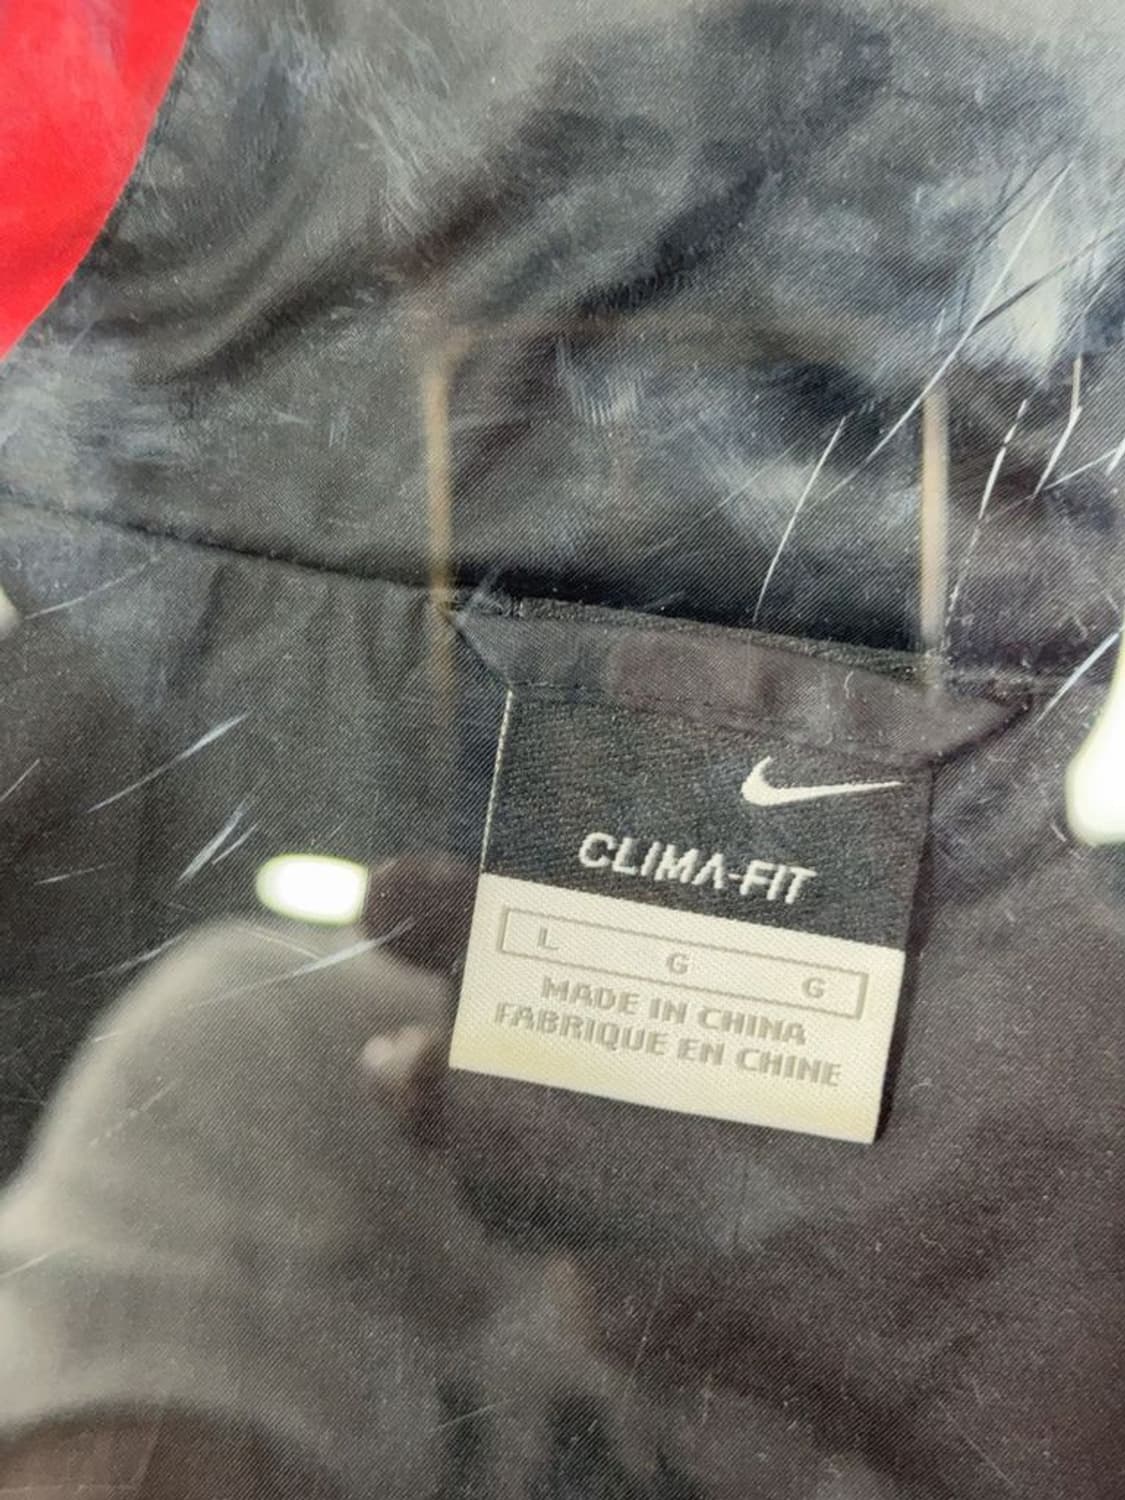 CLIMA-FIT
L G G
MADE IN CHINA
FABRIQUE EN CHINE